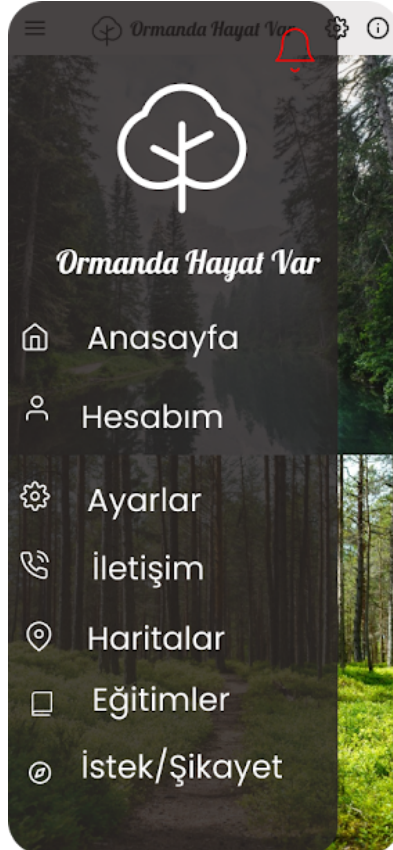 Ormanda Hayat Var
Ormanda Hayat Var
Anasayfa
Hesabım
Ayarlar
İletişim
Haritalar
Eğitimler
İstek/Şikayet